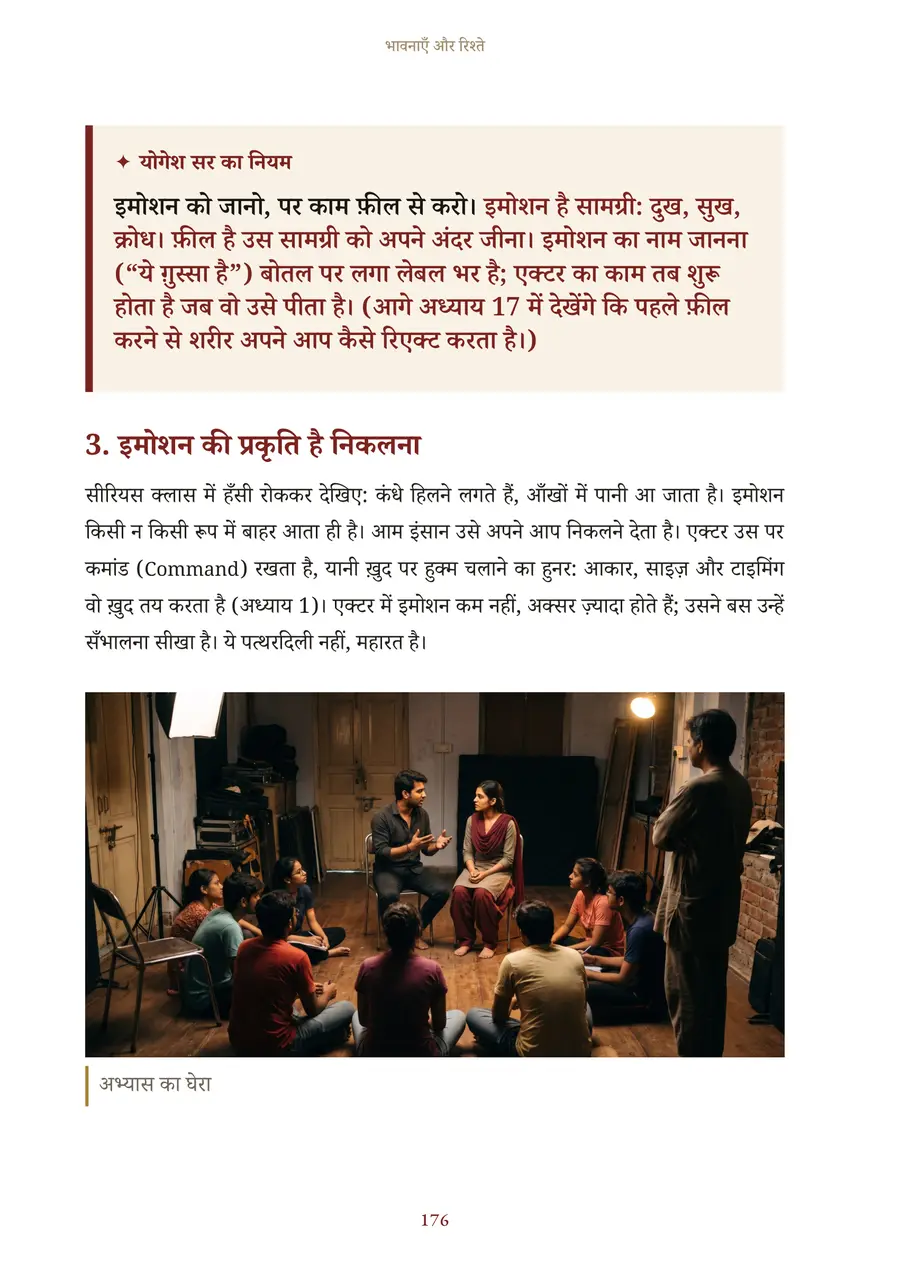 भावनाएँ और रिश्ते
✦ योगेश सर का नियम
इमोशन को जानो, पर काम फ़ील से करो। इमोशन है सामग्री: दुख, सुख,
क्रोध। फ़ील है उस सामग्री को अपने अंदर जीना। इमोशन का नाम जानना
(“ये ग़ुस्सा है”) बोतल पर लगा लेबल भर है; एक्टर का काम तब शुरू
होता है जब वो उसे पीता है। (आगे अध्याय 17 में देखेंगे कि पहले फ़ील
करने से शरीर अपने आप कैसे रिएक्ट करता है।)
3. इमोशन की प्रकृति है निकलना
सीरियस क्लास में हँसी रोककर देखिए: कंधे हिलने लगते हैं, आँखों में पानी आ जाता है। इमोशन
किसी न किसी रूप में बाहर आता ही है। आम इंसान उसे अपने आप निकलने देता है। एक्टर उस पर
कमांड (Command) रखता है, यानी ख़ुद पर हुक्म चलाने का हुनर: आकार, साइज़ और टाइमिंग
वो ख़ुद तय करता है (अध्याय 1)। एक्टर में इमोशन कम नहीं, अक्सर ज़्यादा होते हैं; उसने बस उन्हें
सँभालना सीखा है। ये पत्थरदिली नहीं, महारत है।
अभ्यास का घेरा
176